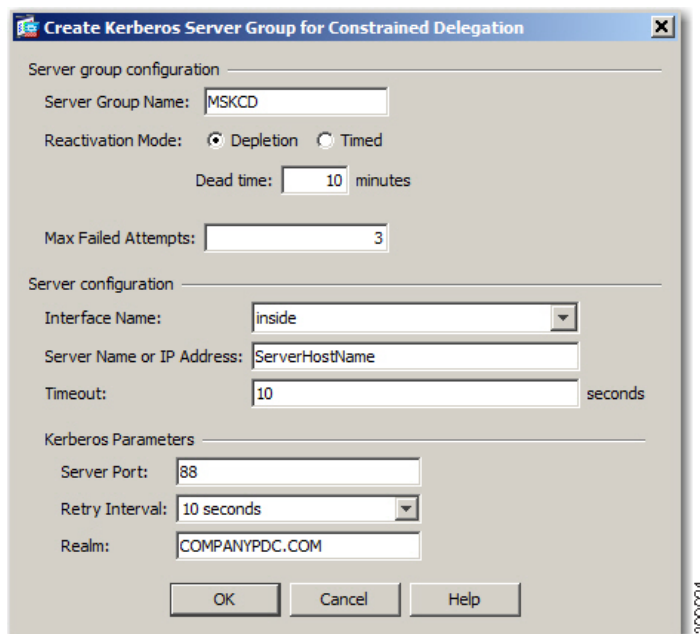 Create Kerberos Server Group for Constrained Delegation
Server group configuration
Server Group Name: MSKCD
Reactivation Mode: Depletion Timed
Dead time: 10 minutes
Max Failed Attempts: 3
Server configuration
Interface Name: inside
Server Name or IP Address: ServerHostName
Timeout: 10 seconds
Kerberos Parameters
Server Port: 88
Retry Interval: 10 seconds
Realm: COMPANYPDC.COM
OK Cancel Help